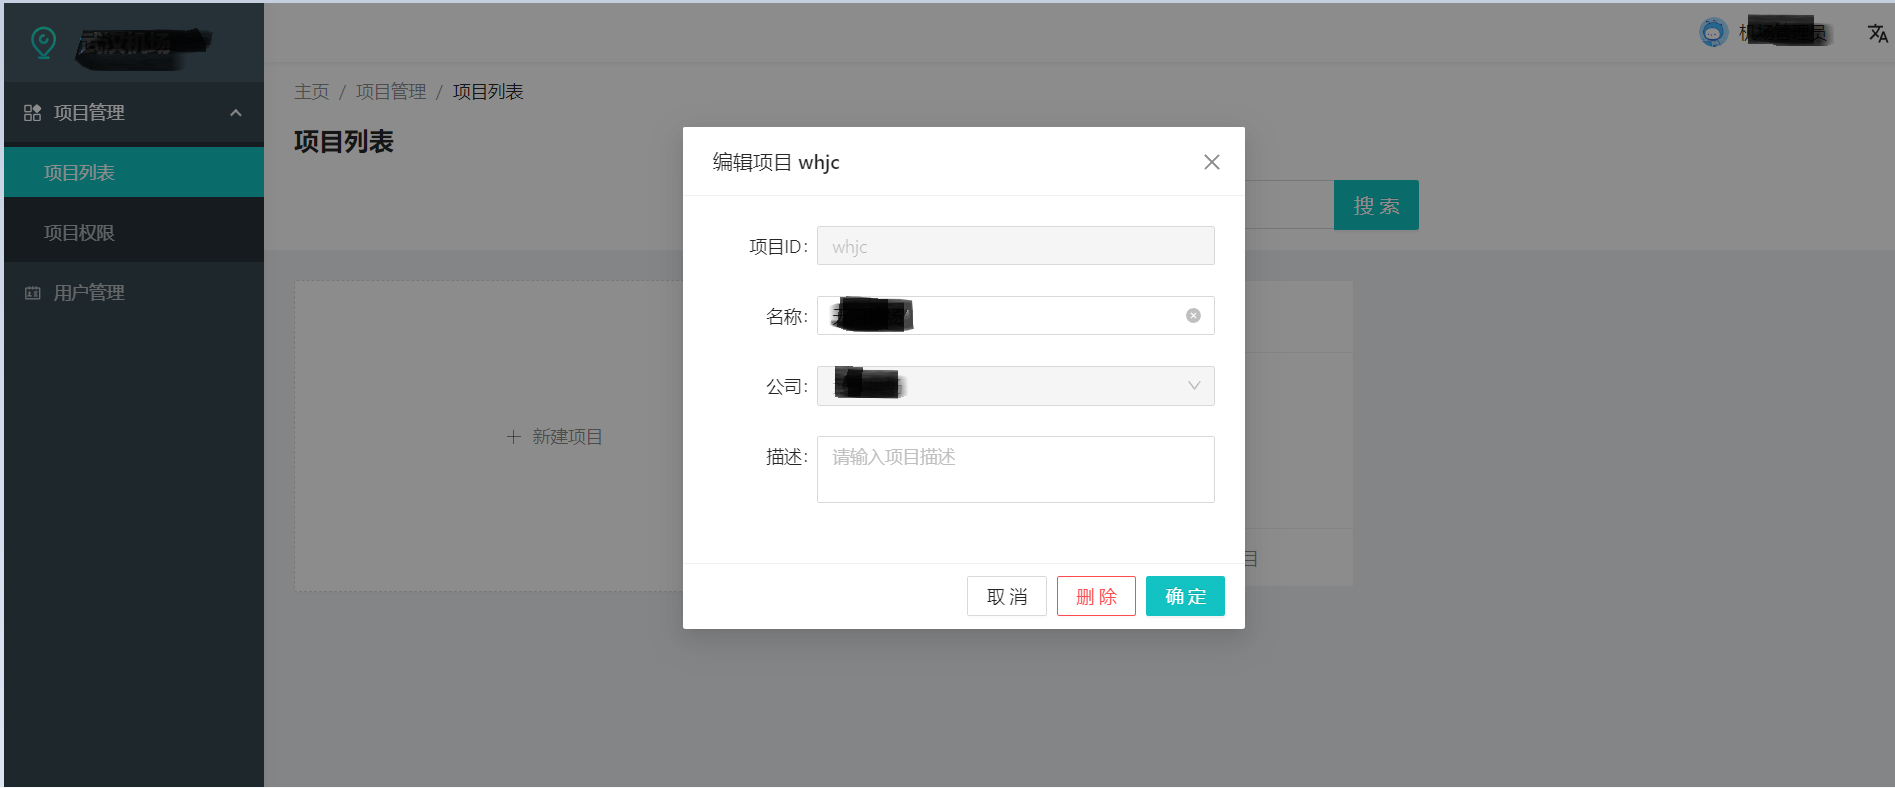 项目管理
项目列表
项目权限
用户管理
主页 / 项目管理 / 项目列表
项目列表
搜 索
新建项目
目
编辑项目 whjc
项目ID: whjc
名称:
公司:
描述: 请输入项目描述
取 消
删 除
确 定